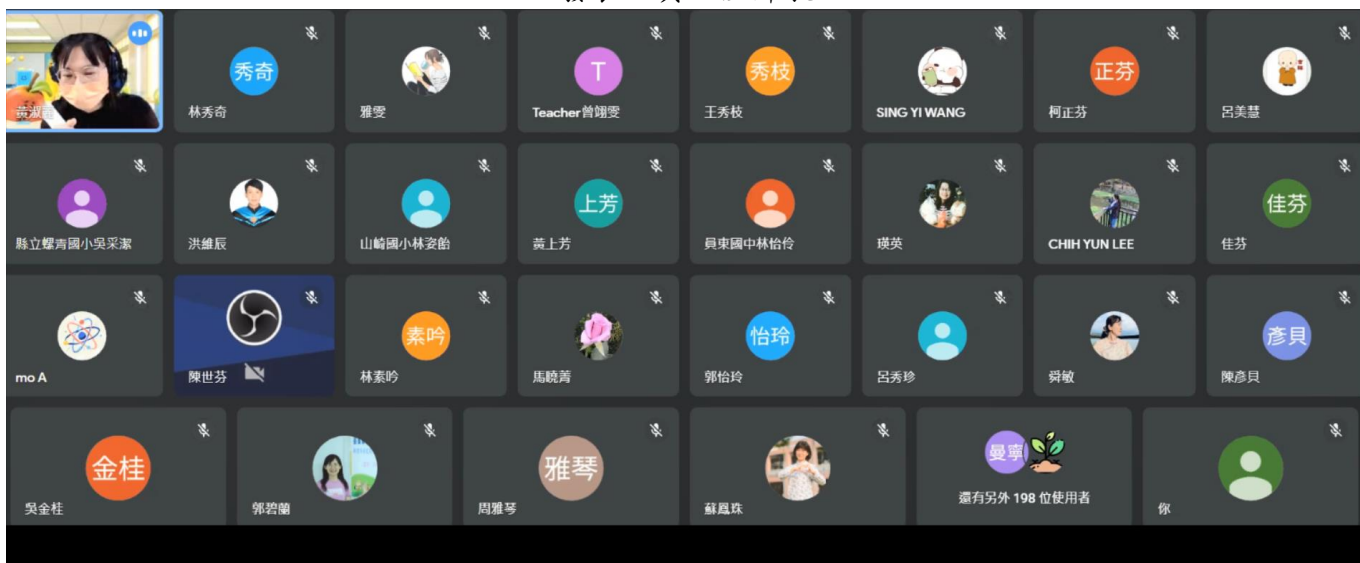 秀奇
T
秀枝
正芬
林秀奇
雅雯
Teacher曾翊雯
王秀枝
SING YI WANG
柯正芬
呂美慧
上芳
佳芬
縣立螺青國小吳采潔
洪維辰
山崎國小林姿飴
黃上芳
員東國中林怡伶
瑛英
CHIH YUN LEE
佳芬
素吟
怡玲
彥貝
mo A
陳世芬
林素吟
馬曉菁
郭怡玲
呂秀珍
舜敏
陳彥貝
金桂
雅琴
曼寧
吳金桂
郭碧蘭
周雅琴
蘇鳳珠
還有另外 198 位使用者
你